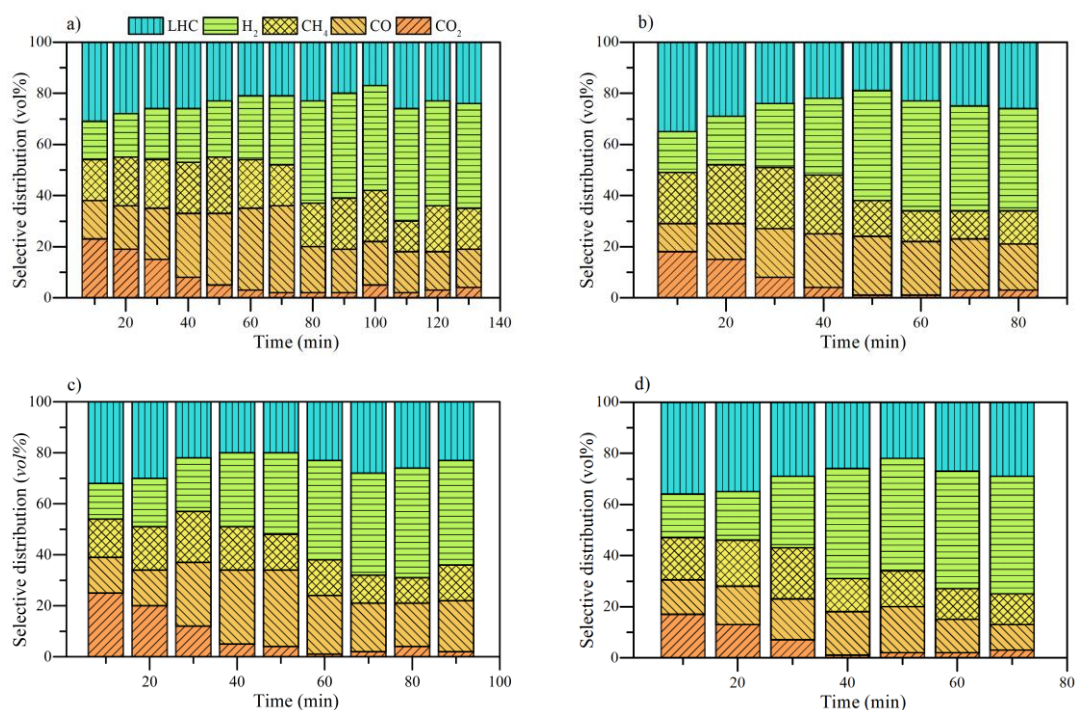 LHC H₂ CH₄ CO CO₂
a)
100
80
60
40
20
0
Selective distribution (vol%)
20 40 60 80 100 120 140
Time (min)
b)
100
80
60
40
20
0
Selective distribution (vol%)
20 40 60 80
Time (min)
c)
100
80
60
40
20
0
Selective distribution (vol%)
20 40 60 80 100
Time (min)
d)
100
80
60
40
20
0
Selective distribution (vol%)
20 40 60 80
Time (min)